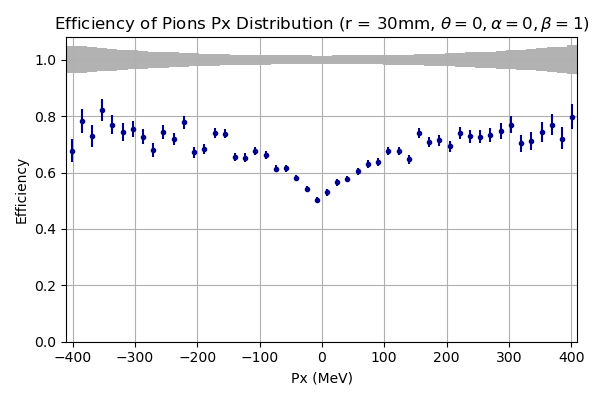 Efficiency of Pions Px Distribution (r = 30mm, θ = 0, α = 0, β = 1)
1.0
0.8
0.6
0.4
0.2
0.0
Efficiency
−400 −300 −200 −100 0 100 200 300 400
Px (MeV)